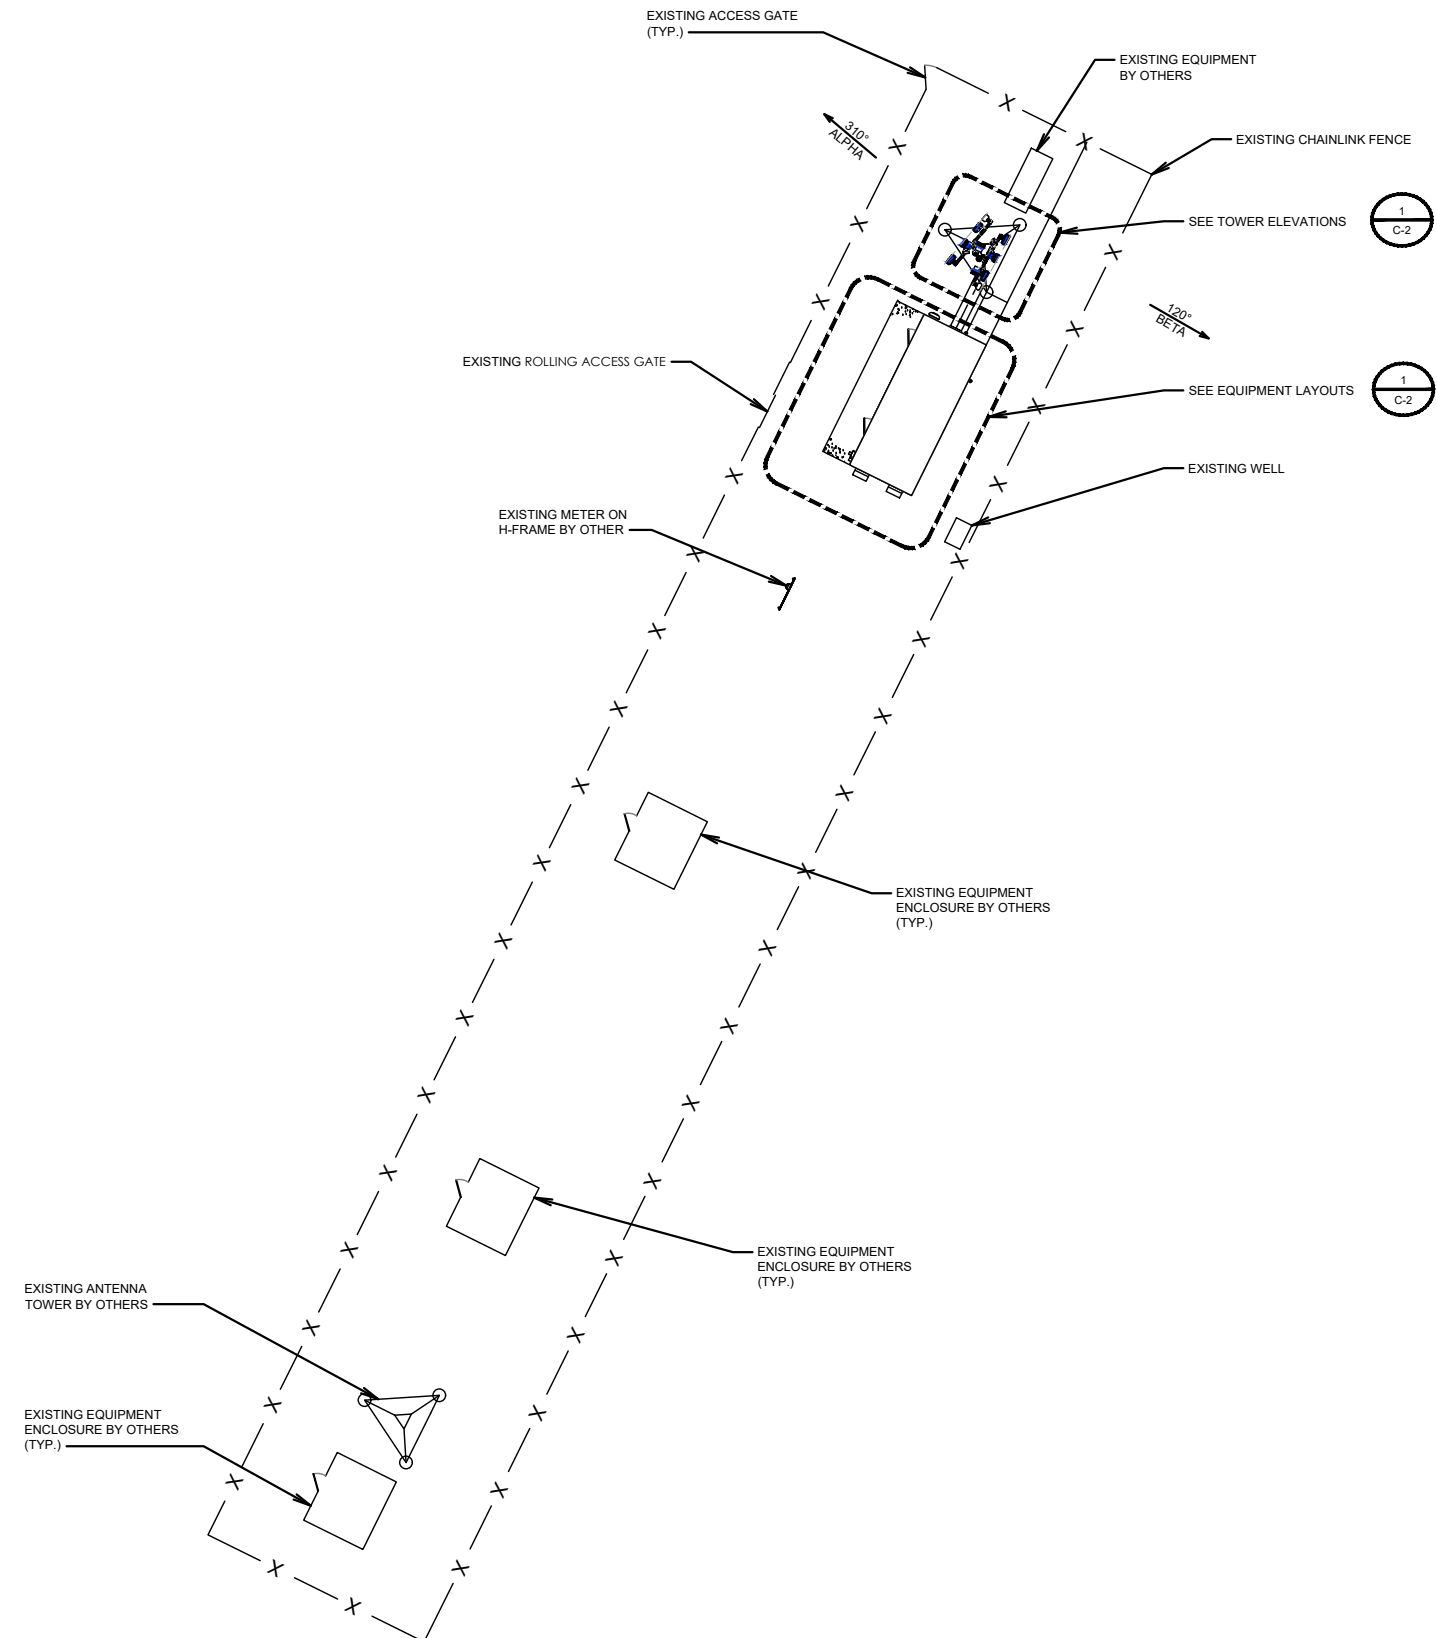 EXISTING ACCESS GATE
(TYP.)
EXISTING EQUIPMENT
BY OTHERS
310°
ALPHA
EXISTING CHAINLINK FENCE
SEE TOWER ELEVATIONS
1
C-2
120°
BETA
EXISTING ROLLING ACCESS GATE
SEE EQUIPMENT LAYOUTS
1
C-2
EXISTING WELL
EXISTING METER ON
H-FRAME BY OTHER
EXISTING EQUIPMENT
ENCLOSURE BY OTHERS
(TYP.)
EXISTING EQUIPMENT
ENCLOSURE BY OTHERS
(TYP.)
EXISTING ANTENNA
TOWER BY OTHERS
EXISTING EQUIPMENT
ENCLOSURE BY OTHERS
(TYP.)